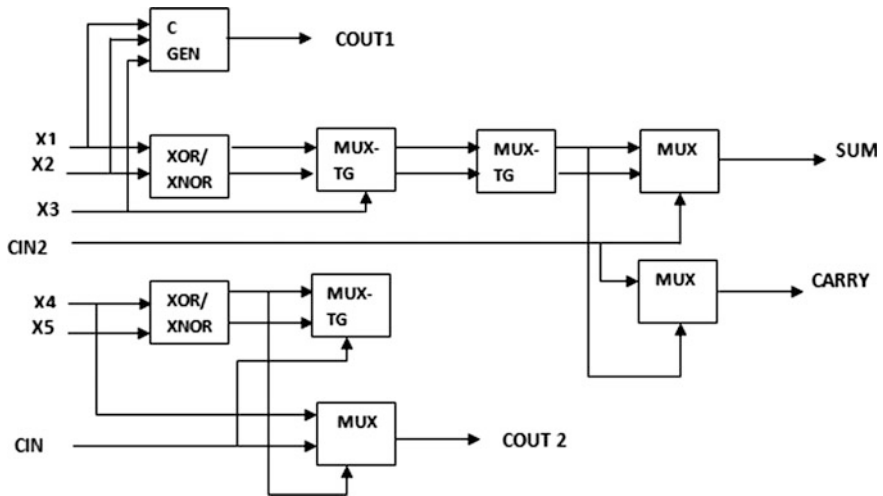 C
GEN
COUT1
X1
X2
XOR/
XNOR
MUX-
TG
MUX-
TG
MUX
SUM
X3
CIN2
MUX
CARRY
X4
X5
XOR/
XNOR
MUX-
TG
CIN
MUX
COUT 2